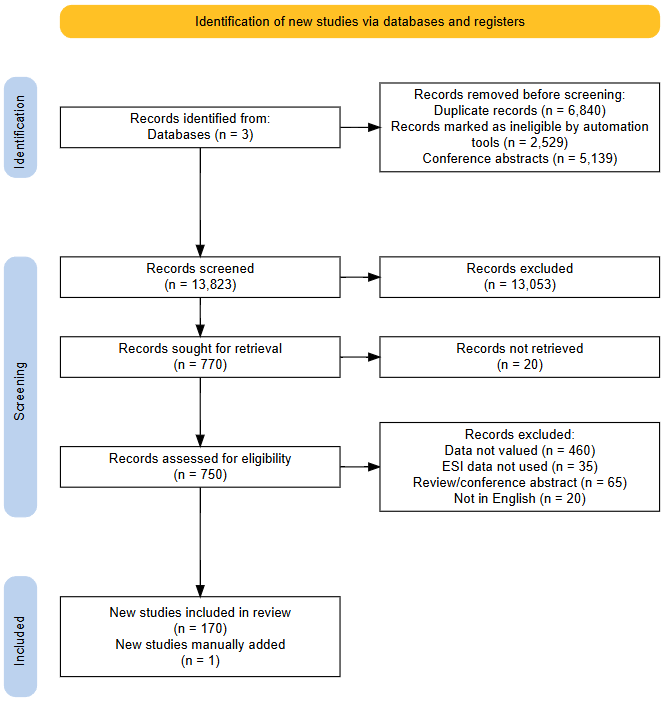 Identification of new studies via databases and registers
Identification
Records identified from:
Databases (n = 3)
Records removed before screening:
Duplicate records (n = 6,840)
Records marked as ineligible by automation
tools (n = 2,529)
Conference abstracts (n = 5,139)
Screening
Records screened
(n = 13,823)
Records excluded
(n = 13,053)
Records sought for retrieval
(n = 770)
Records not retrieved
(n = 20)
Records assessed for eligibility
(n = 750)
Records excluded:
Data not valued (n = 460)
ESI data not used (n = 35)
Review/conference abstract (n = 65)
Not in English (n = 20)
Included
New studies included in review
(n = 170)
New studies manually added
(n = 1)